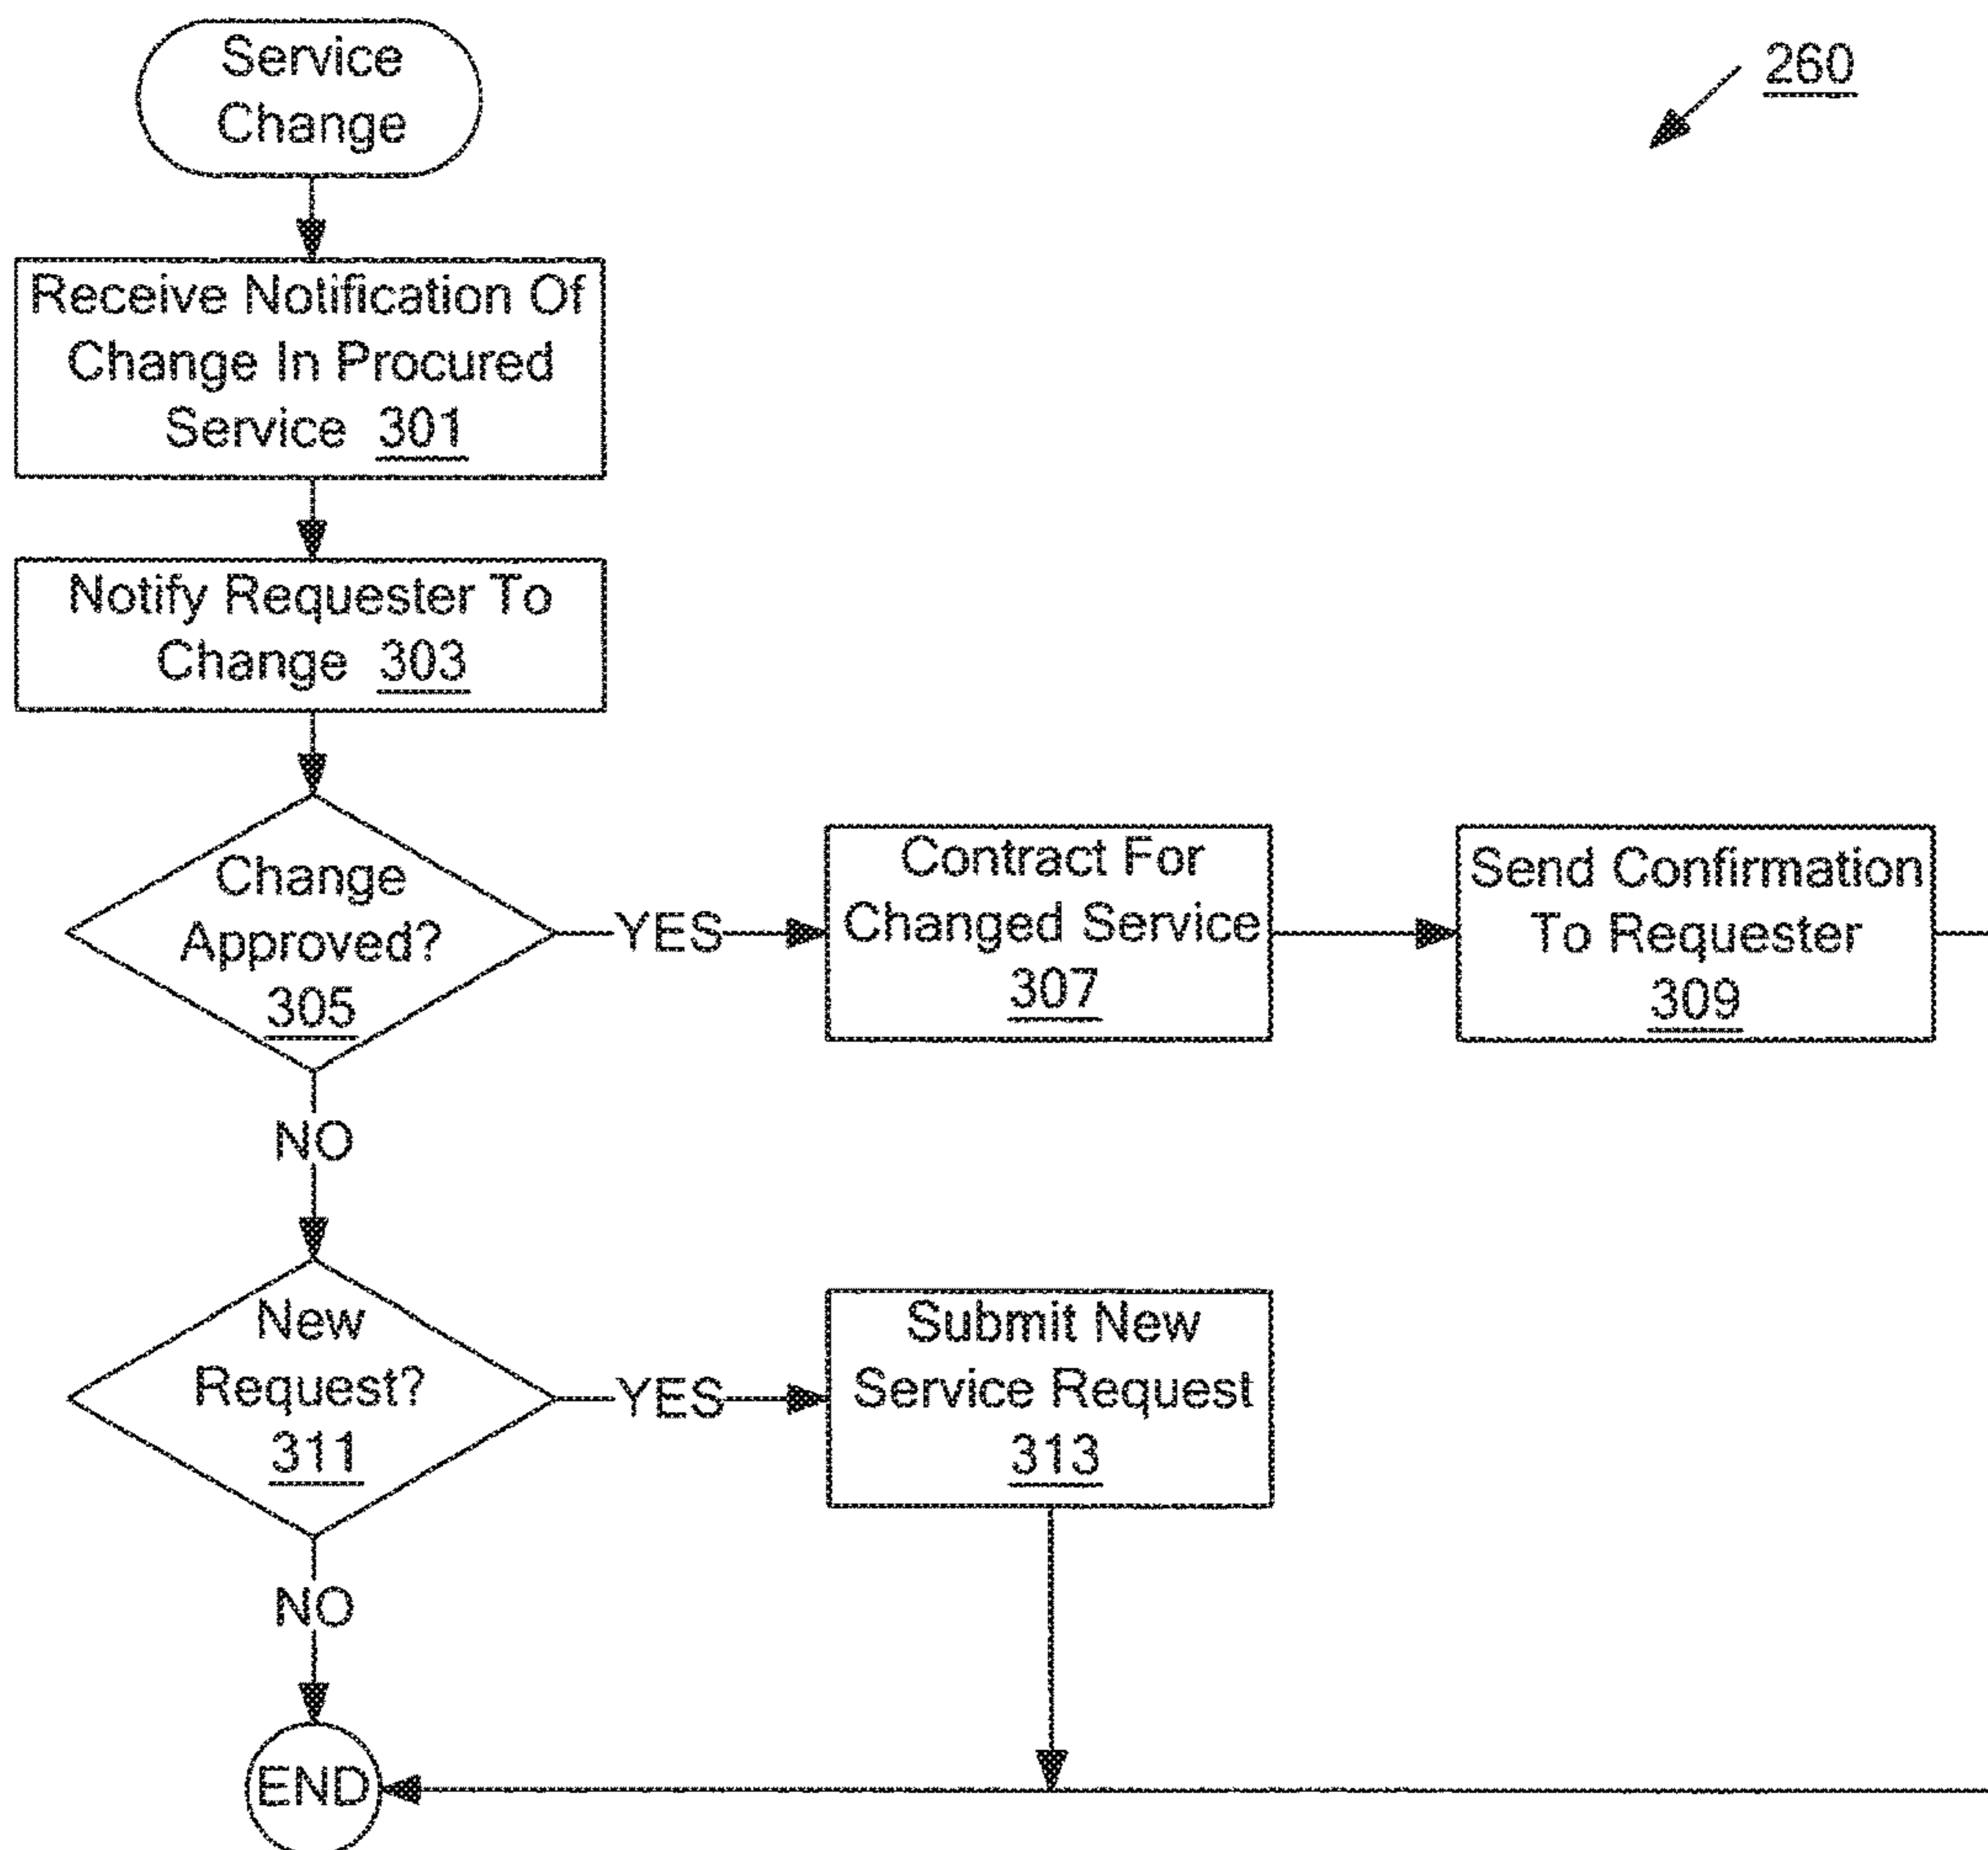 Service
Change
260
Receive Notification Of
Change In Procured
Service 301
Notify Requester To
Change 303
Change
Approved?
305
YES
Contract For
Changed Service
307
Send Confirmation
To Requester
309
NO
New
Request?
311
YES
Submit New
Service Request
313
NO
END